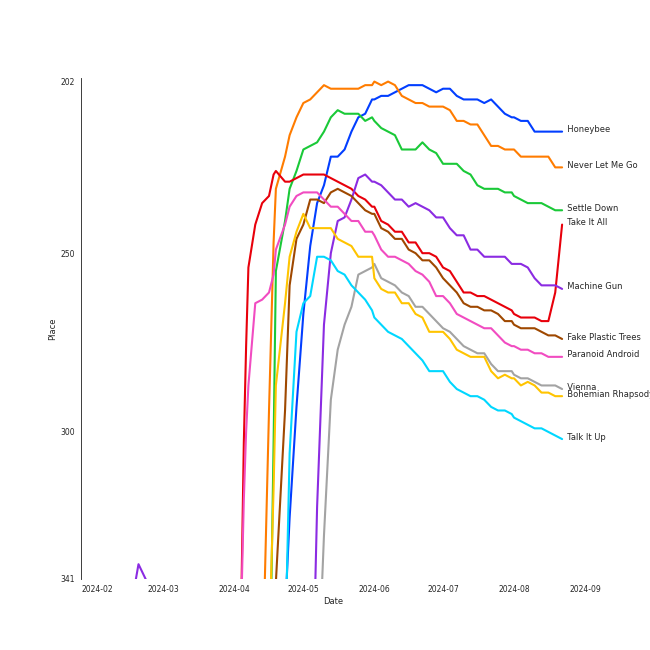 202
Honeybee
Never Let Me Go
Settle Down
Take It All
250
Machine Gun
Place
Fake Plastic Trees
Paranoid Android
Vienna
Bohemian Rhapsod
300
Talk It Up
341
2024-02 2024-03 2024-04 2024-05 2024-06 2024-07 2024-08 2024-09
Date